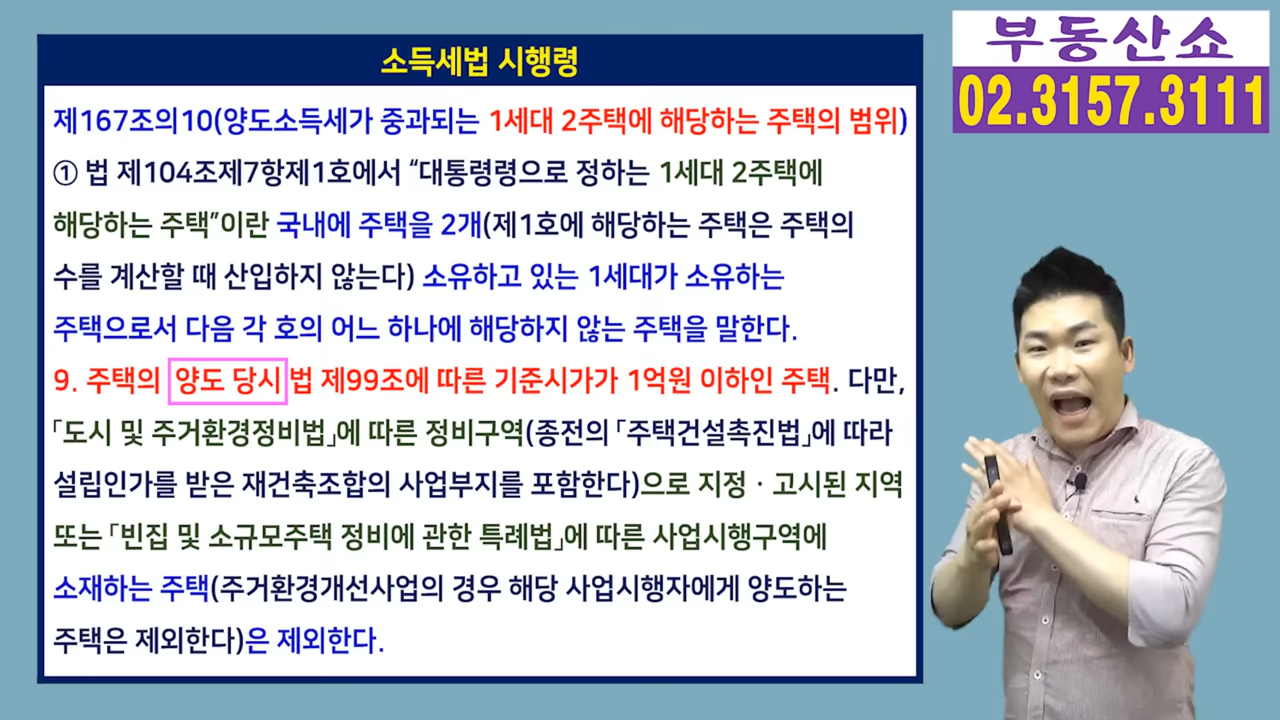 소득세법 시행령
부동산쇼
02.3157.3111
제167조의10(양도소득세가 중과되는 1세대 2주택에 해당하는 주택의 범위)
① 법 제104조제7항제1호에서 “대통령령으로 정하는 1세대 2주택에
해당하는 주택”이란 국내에 주택을 2개(제1호에 해당하는 주택은 주택의
수를 계산할 때 산입하지 않는다) 소유하고 있는 1세대가 소유하는
주택으로서 다음 각 호의 어느 하나에 해당하지 않는 주택을 말한다.
9. 주택의 양도 당시 법 제99조에 따른 기준시가가 1억원 이하인 주택. 다만,
｢도시 및 주거환경정비법｣에 따른 정비구역(종전의 ｢주택건설촉진법｣에 따라
설립인가를 받은 재건축조합의 사업부지를 포함한다)으로 지정ㆍ고시된 지역
또는 ｢빈집 및 소규모주택 정비에 관한 특례법｣에 따른 사업시행구역에
소재하는 주택(주거환경개선사업의 경우 해당 사업시행자에게 양도하는
주택은 제외한다)은 제외한다.